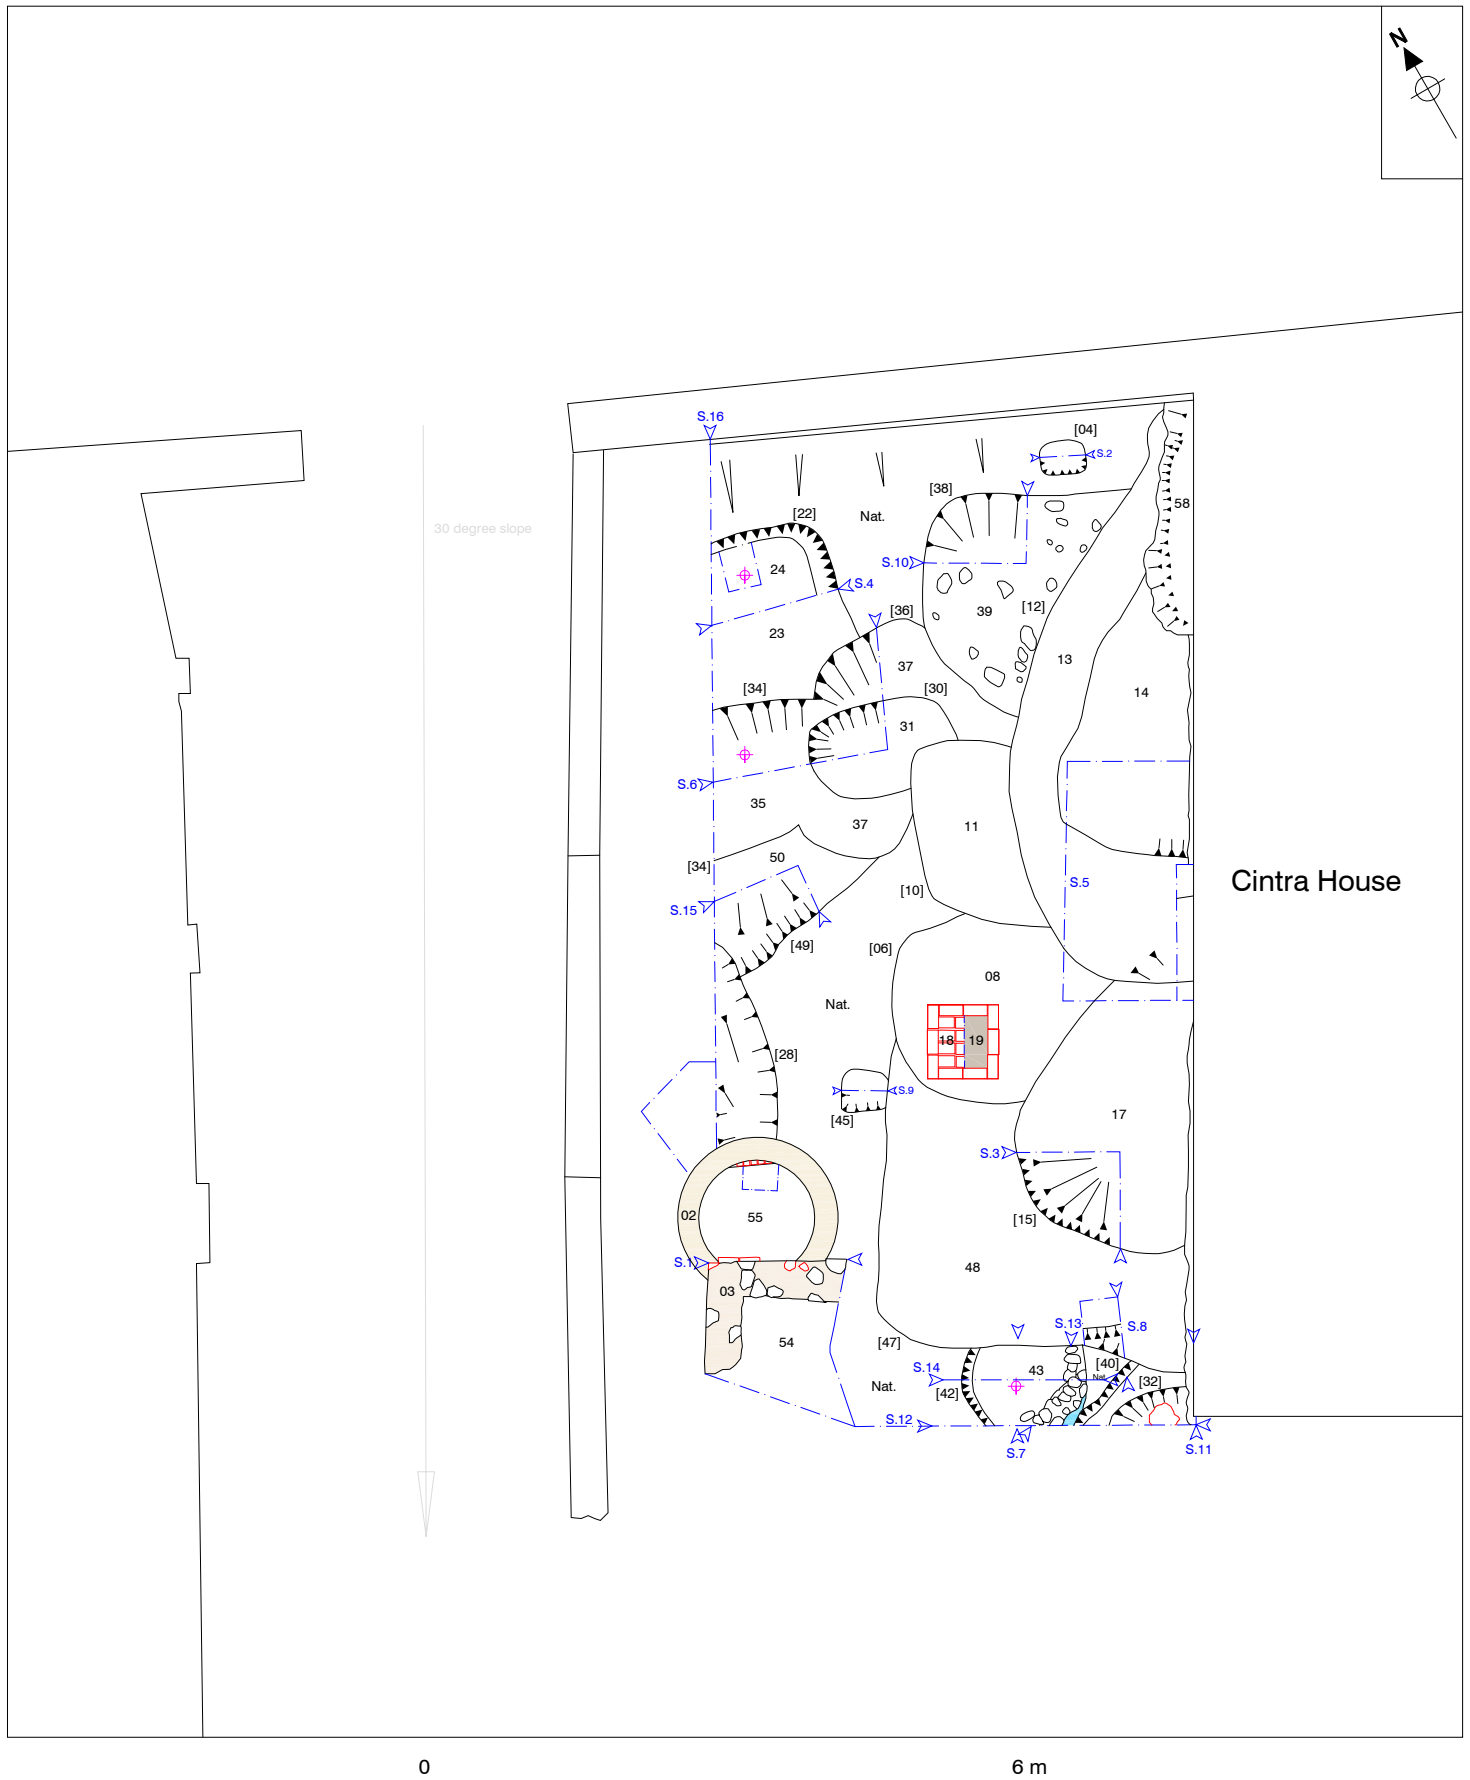 N
S.16
[04]
S.2
[38]
58
[22]
Nat.
30 degree slope
S.10
24
S.4
39
[12]
[36]
23
13
37
[34]
[30]
14
31
S.6
35
37
11
[34]
50
S.5
Cintra House
[10]
S.15
[49]
[06]
08
Nat.
18
19
[28]
S.9
[45]
17
S.3
02
55
[15]
S.1
48
03
S.13
S.8
54
[47]
S.14
43
[40]
Nat.
Nat.
[42]
[32]
S.12
S.7
S.11
0
6 m